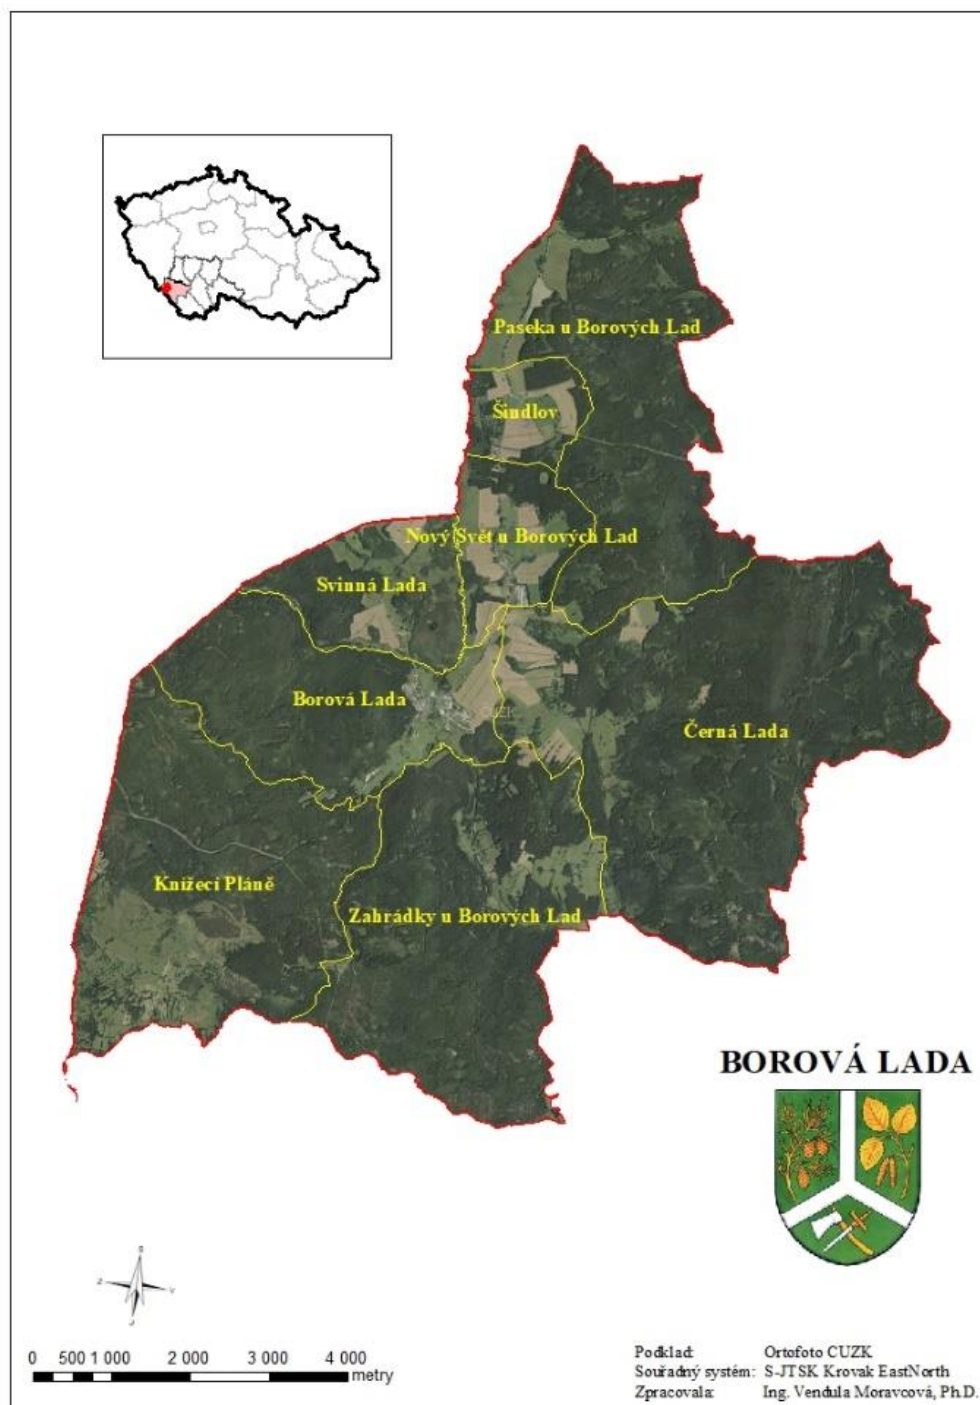 Paseka u Borových Lad
Šindlov
Nový Svět u Borových Lad
Svinná Lada
Borová Lada
Černá Lada
Knížecí Pláně
Zahrádky u Borových Lad
BOROVÁ LADA
S
Z
V
J
0 500 1 000 2 000 3 000 4 000
metry
Podklad: Ortofoto CUZK
Souřadný systém: S-JTSK Krovak EastNorth
Zpracovala: Ing. Vendula Moravcová, Ph.D.